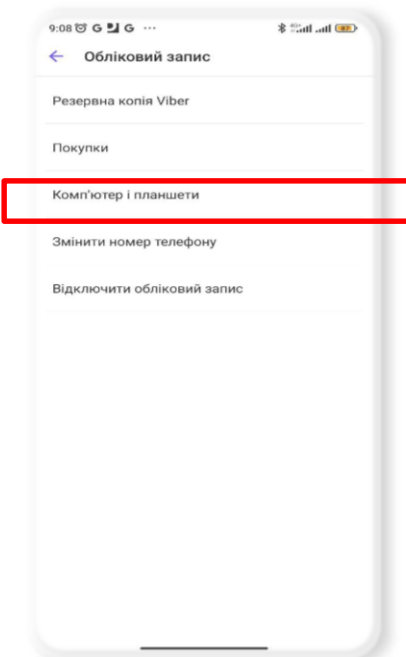 9:08 G G ...
Обліковий запис
Резервна копія Viber
Покупки
Комп'ютер і планшети
Змінити номер телефону
Відключити обліковий запис